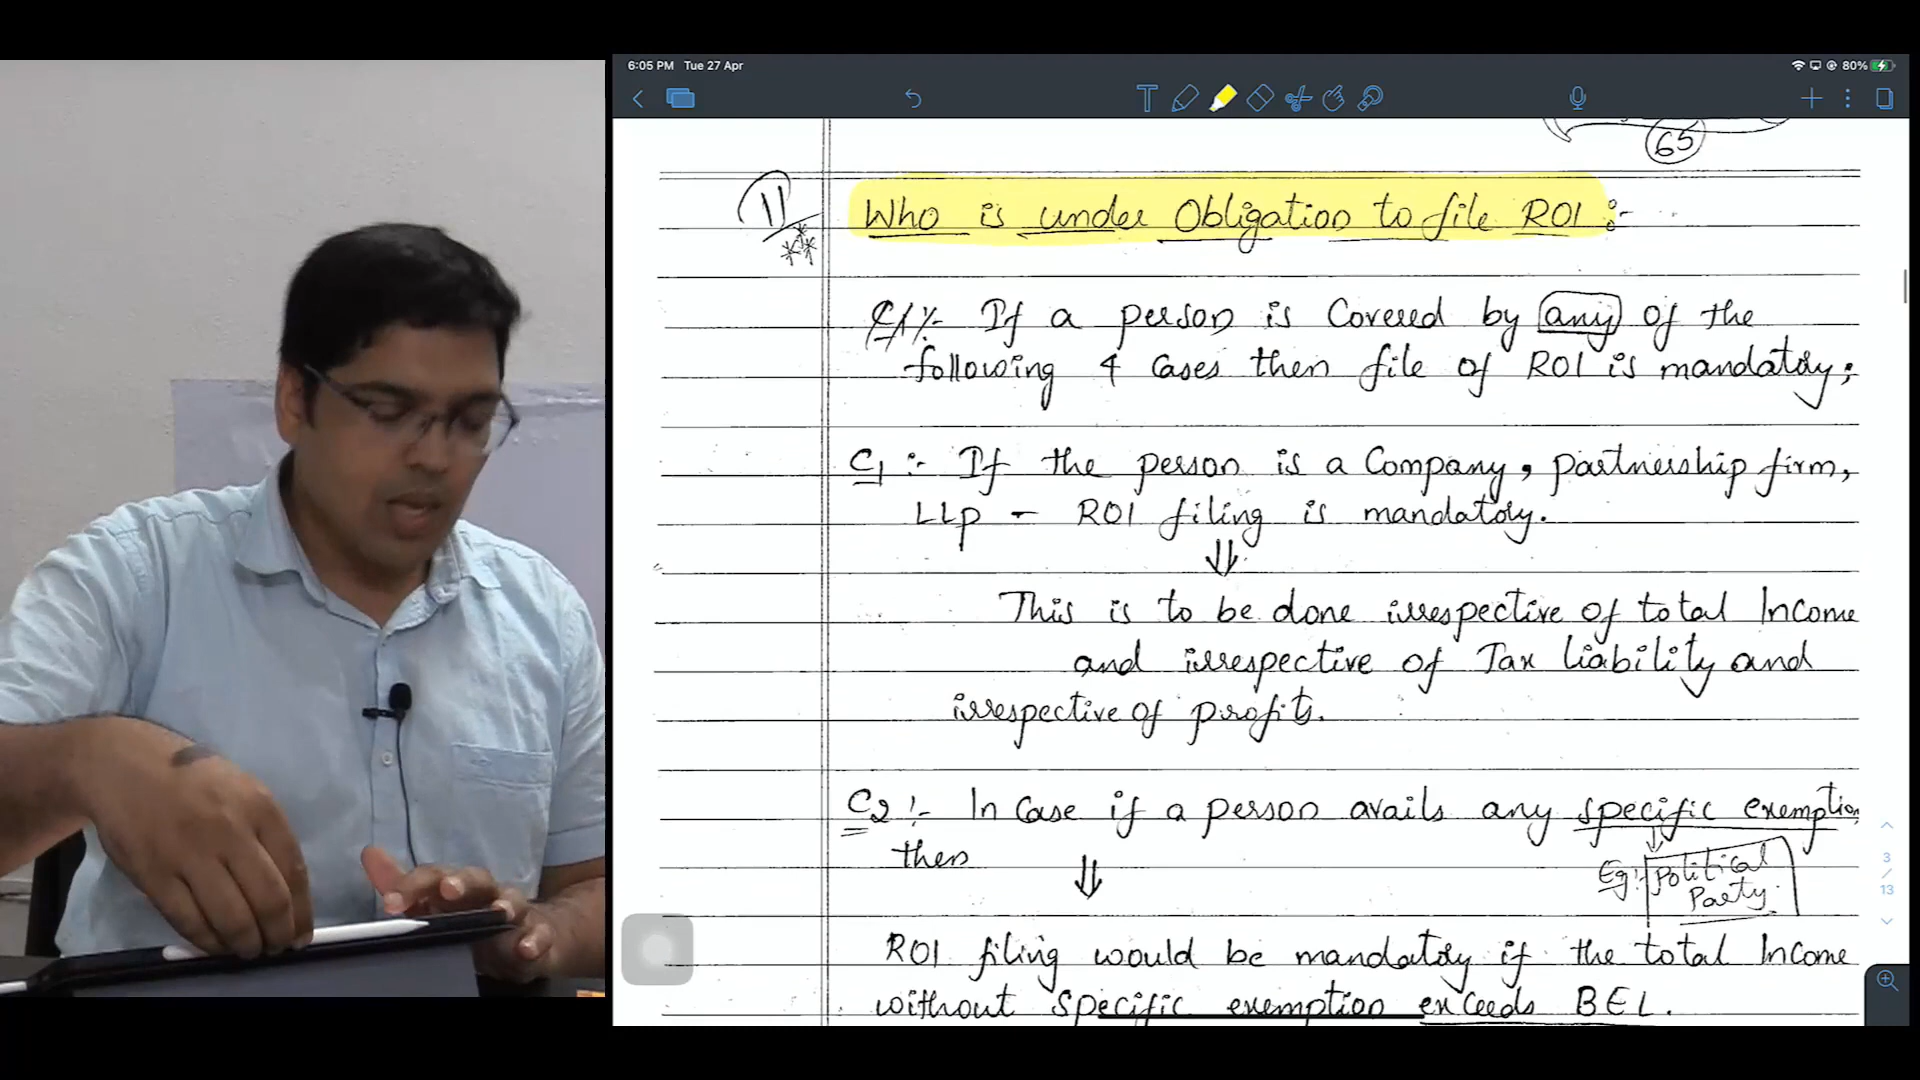 6:05 PM Tue 27 Apr
80%
65
11
Who is under Obligation to file ROI :-
If a person is Covered by any of the
following 4 Cases then file of ROI is mandatory;
C1 :- If the person is a Company, partnership firm,
LLP - ROI filing is mandatory.
This is to be done irrespective of total Income
and irrespective of Tax liability and
irrespective of profits.
C2 :- In Case if a person avails any specific exemption
then
Eg:- Political
Party.
ROI filing would be mandatory if the total Income
without Specific exemption exceeds BEL.
3
/
13